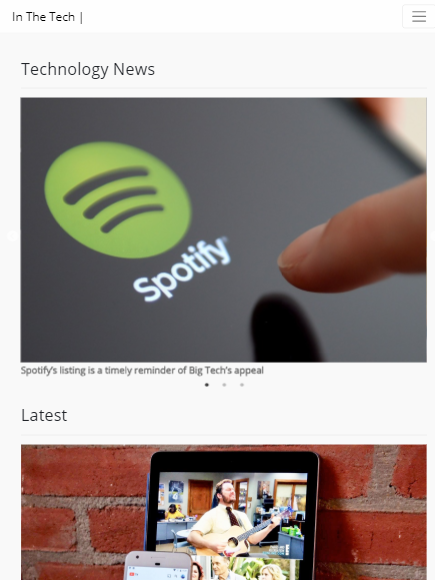 In The Tech |
Technology News
Spotify
Spotify's listing is a timely reminder of Big Tech's appeal
Latest